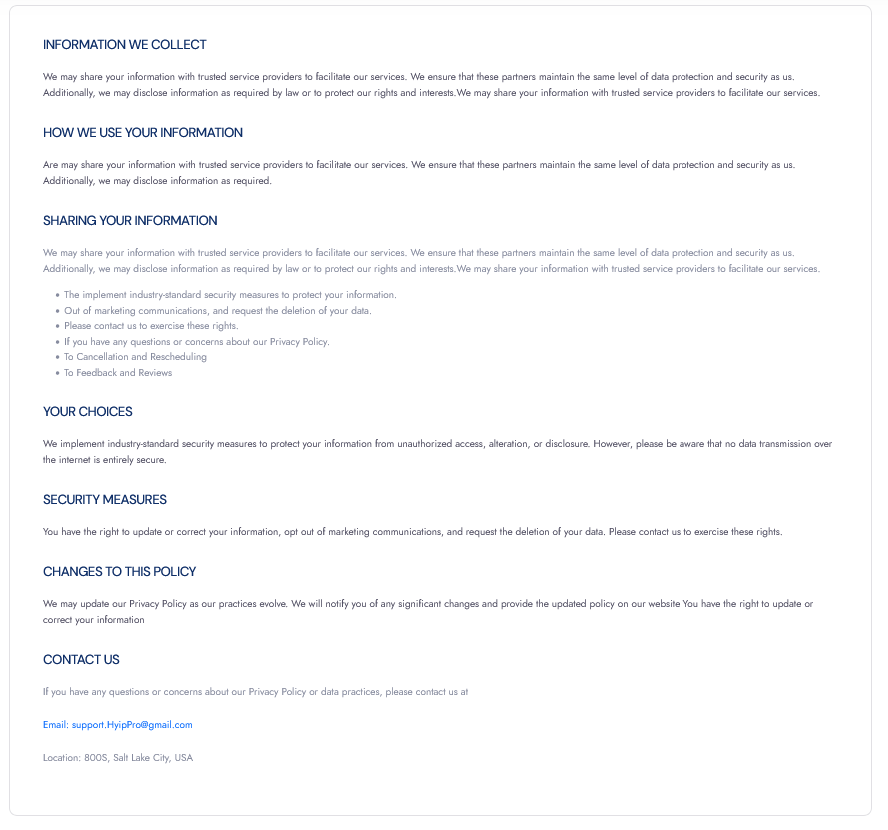 INFORMATION WE COLLECT
We may share your information with trusted service providers to facilitate our services. We ensure that these partners maintain the same level of data protection and security as us.
Additionally, we may disclose information as required by law or to protect our rights and interests.We may share your information with trusted service providers to facilitate our services.
HOW WE USE YOUR INFORMATION
Are may share your information with trusted service providers to facilitate our services. We ensure that these partners maintain the same level of data protection and security as us.
Additionally, we may disclose information as required.
SHARING YOUR INFORMATION
We may share your information with trusted service providers to facilitate our services. We ensure that these partners maintain the same level of data protection and security as us.
Additionally, we may disclose information as required by law or to protect our rights and interests.We may share your information with trusted service providers to facilitate our services.
• The implement industry-standard security measures to protect your information.
• Out of marketing communications, and request the deletion of your data.
• Please contact us to exercise these rights.
• If you have any questions or concerns about our Privacy Policy.
• To Cancellation and Rescheduling
• To Feedback and Reviews
YOUR CHOICES
We implement industry-standard security measures to protect your information from unauthorized access, alteration, or disclosure. However, please be aware that no data transmission over
the internet is entirely secure.
SECURITY MEASURES
You have the right to update or correct your information, opt out of marketing communications, and request the deletion of your data. Please contact us to exercise these rights.
CHANGES TO THIS POLICY
We may update our Privacy Policy as our practices evolve. We will notify you of any significant changes and provide the updated policy on our website You have the right to update or
correct your information
CONTACT US
If you have any questions or concerns about our Privacy Policy or data practices, please contact us at
Email: support.HyipPro@gmail.com
Location: 800S, Salt Lake City, USA